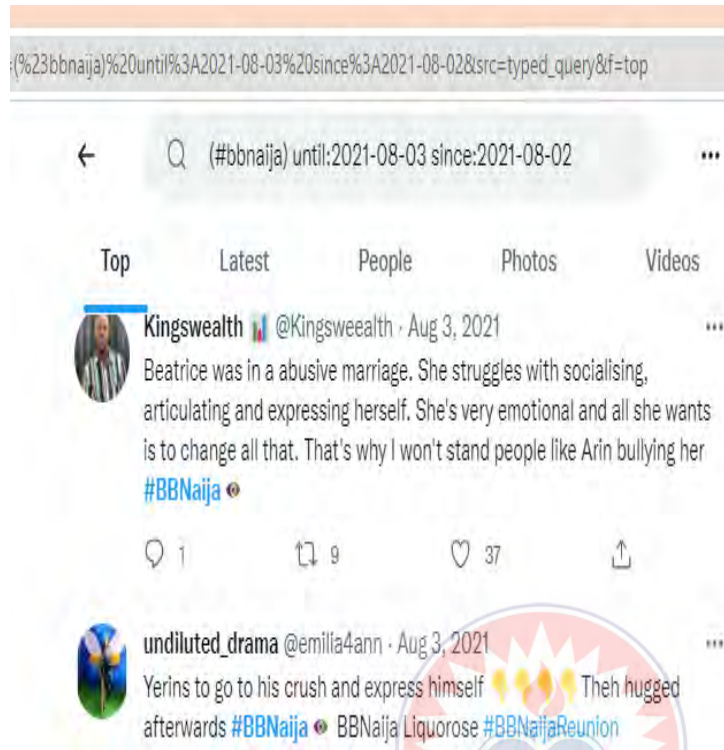 (%23bbnaija)%20until%3A2021-08-03%20since%3A2021-08-02&src=typed_query&f=top
(#bbnaija) until:2021-08-03 since:2021-08-02
Top Latest People Photos Videos
Kingswealth @Kingsweealth · Aug 3, 2021
Beatrice was in a abusive marriage. She struggles with socialising,
articulating and expressing herself. She's very emotional and all she wants
is to change all that. That's why I won't stand people like Arin bullying her
#BBNaija
1 9 37
undiluted_drama @emilia4ann · Aug 3, 2021
Yerins to go to his crush and express himself 👇👇👇👇 Theh hugged
afterwards #BBNaija BBNaija Liquorose #BBNaijaReunion